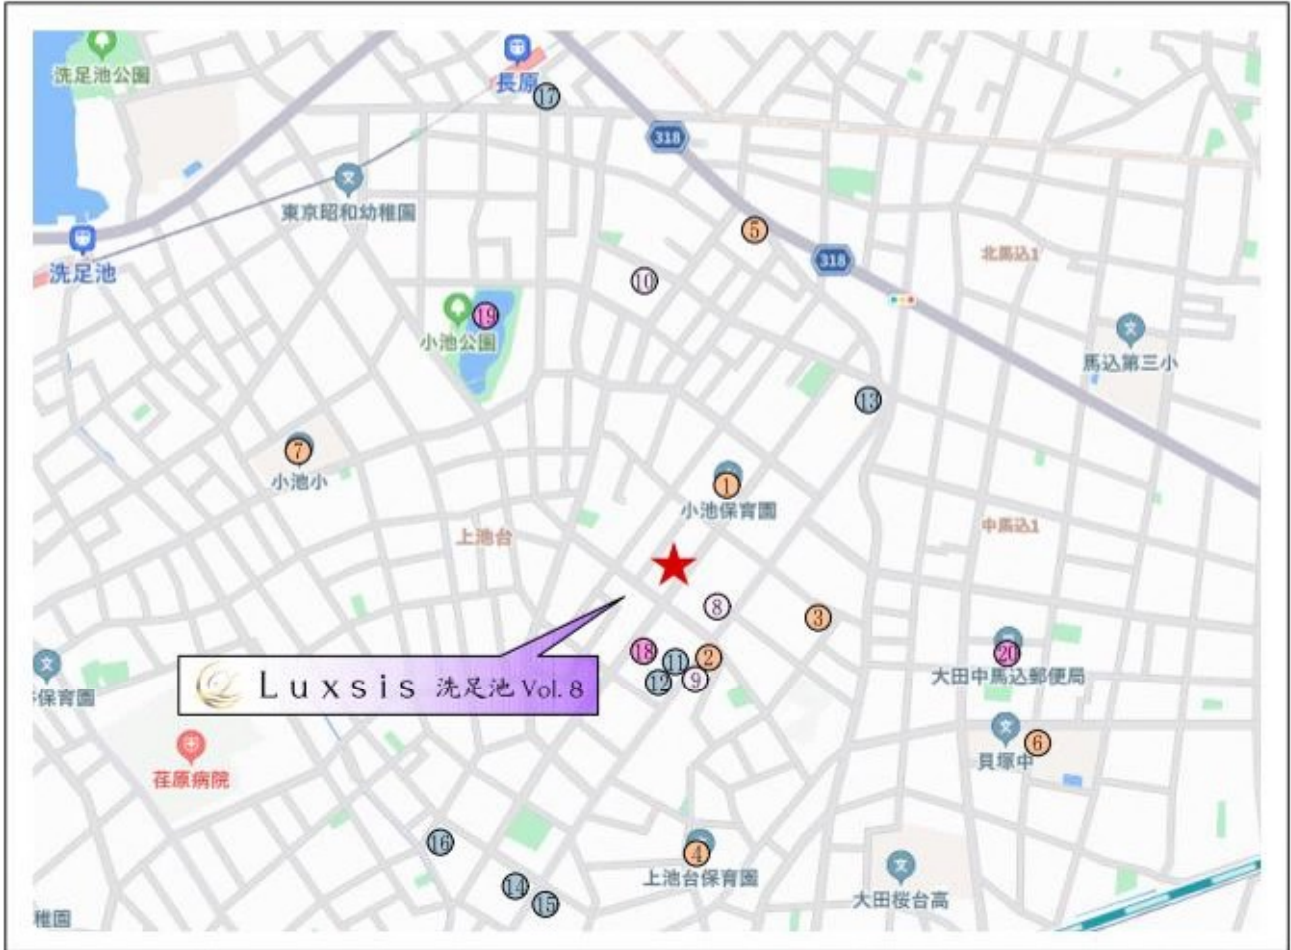 洗足池公園
長原
⑰
318
東京昭和幼稚園
⑤
洗足池
318
北馬込1
⑩
⑲
小池公園
馬込第三小
⑬
⑦
小池小
①
小池保育園
上池台
中馬込1
⑧
③
⑱
⑪
②
⑫
⑨
⑳
大田中馬込郵便局
Luxsis 洗足池 Vol. 8
保育園
⑥
貝塚中
荏原病院
⑯
④
上池台保育園
⑭
⑮
大田桜台高
稚園